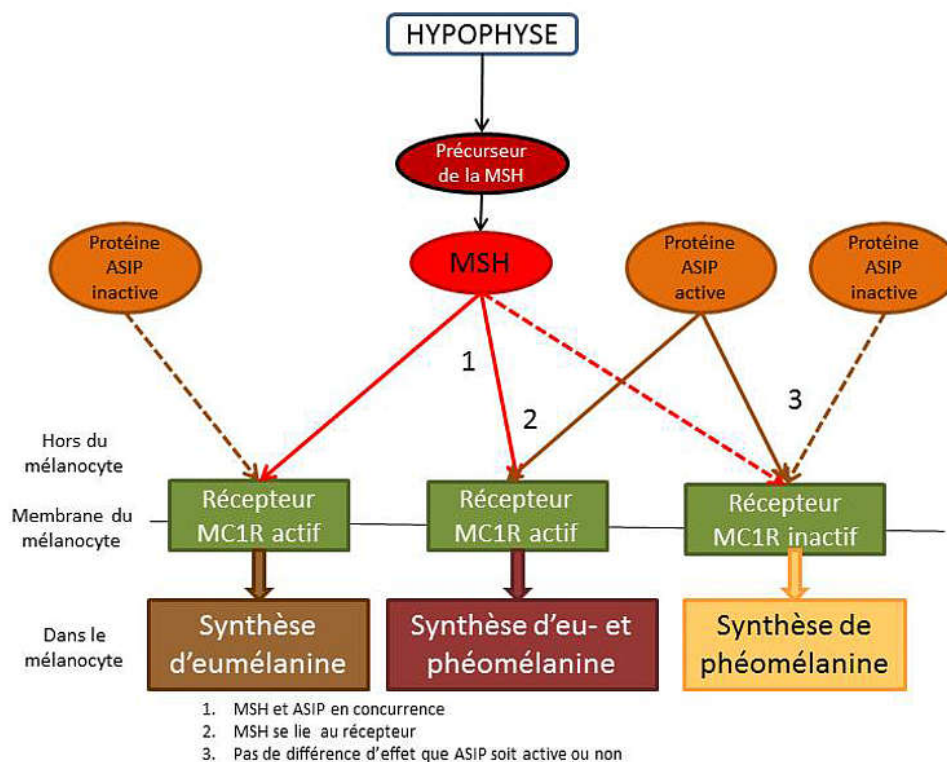 HYPOPHYSE
Précurseur
de la MSH
Protéine
ASIP
inactive
MSH
Protéine
ASIP
active
Protéine
ASIP
inactive
1
2
3
Hors du
mélanocyte
Membrane du
mélanocyte
Récepteur
MC1R actif
Récepteur
MC1R actif
Récepteur
MC1R inactif
Dans le
mélanocyte
Synthèse
d'eumélanine
Synthèse d'eu- et
phéomélanine
Synthèse de
phéomélanine
1. MSH et ASIP en concurrence
2. MSH se lie au récepteur
3. Pas de différence d'effet que ASIP soit active ou non